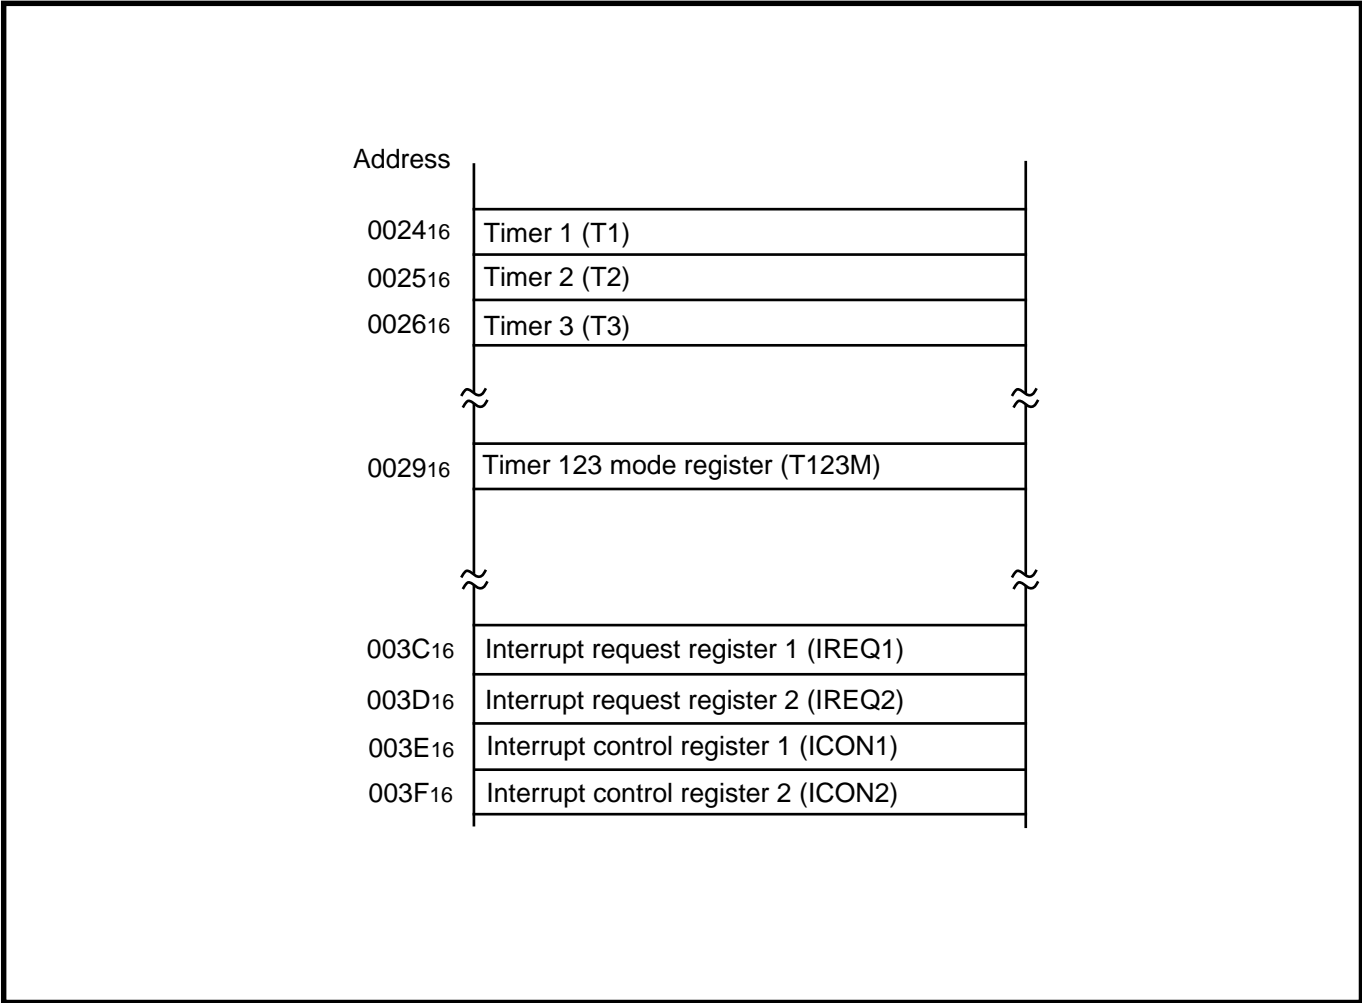 Address
002416 Timer 1 (T1)
002516 Timer 2 (T2)
002616 Timer 3 (T3)
002916 Timer 123 mode register (T123M)
003C16 Interrupt request register 1 (IREQ1)
003D16 Interrupt request register 2 (IREQ2)
003E16 Interrupt control register 1 (ICON1)
003F16 Interrupt control register 2 (ICON2)